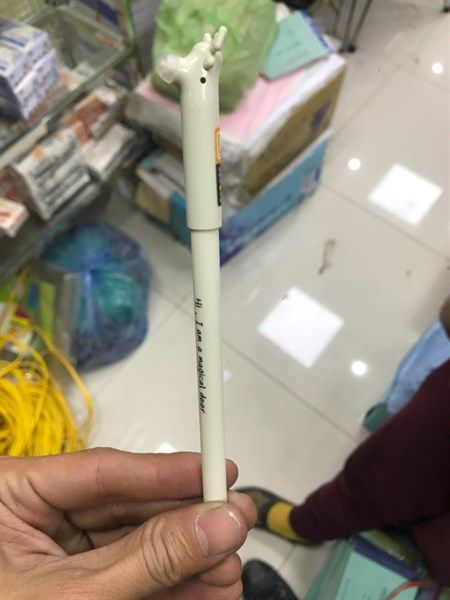 Hi, I am a magical deer